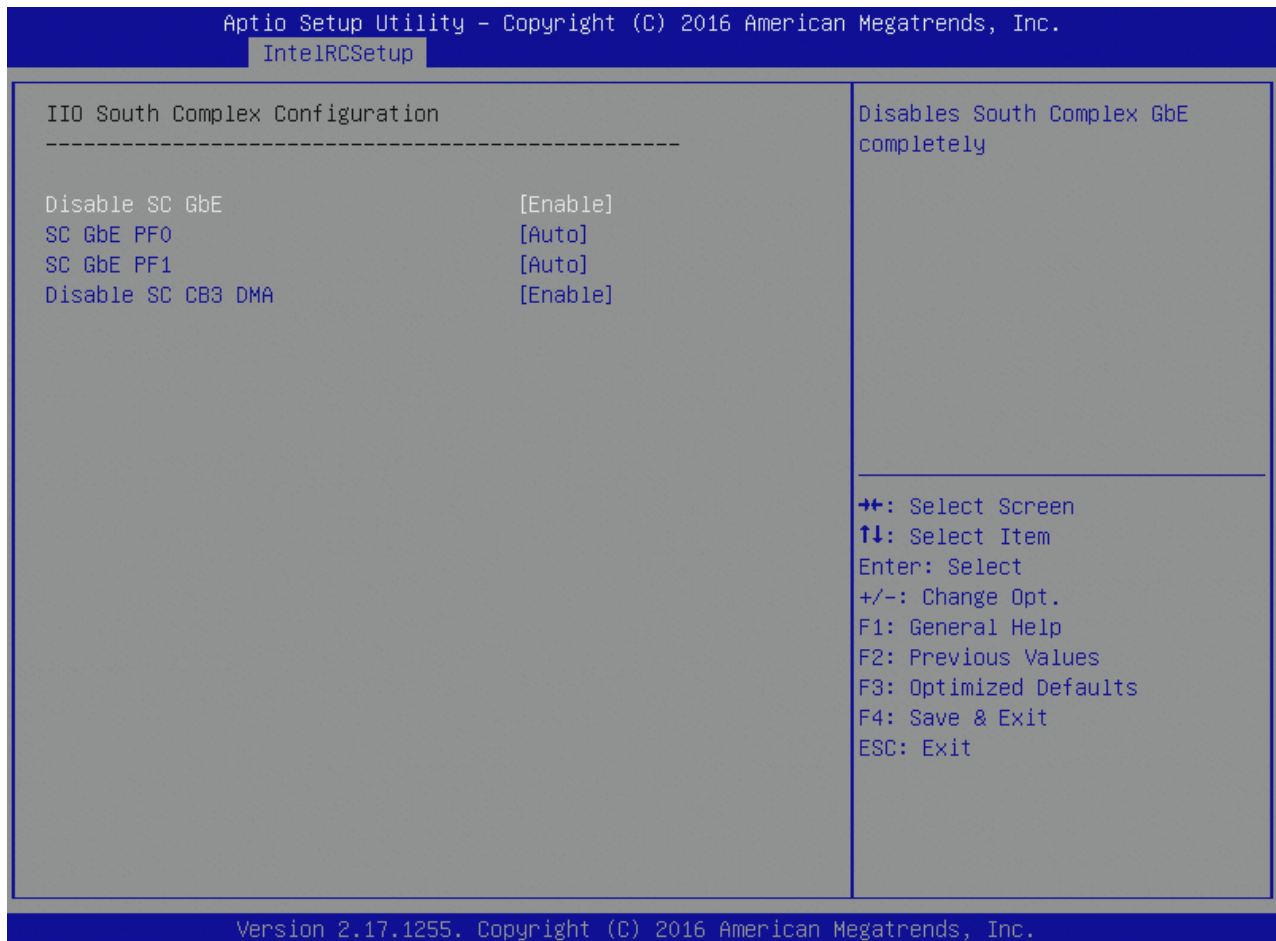 Aptio Setup Utility – Copyright (C) 2016 American Megatrends, Inc.
IntelRCSetup
IIO South Complex Configuration
--------------------------------------------------
Disable SC GbE [Enable]
SC GbE PF0 [Auto]
SC GbE PF1 [Auto]
Disable SC CB3 DMA [Enable]
Disables South Complex GbE
completely
→←: Select Screen
↑↓: Select Item
Enter: Select
+/-: Change Opt.
F1: General Help
F2: Previous Values
F3: Optimized Defaults
F4: Save & Exit
ESC: Exit
Version 2.17.1255. Copyright (C) 2016 American Megatrends, Inc.